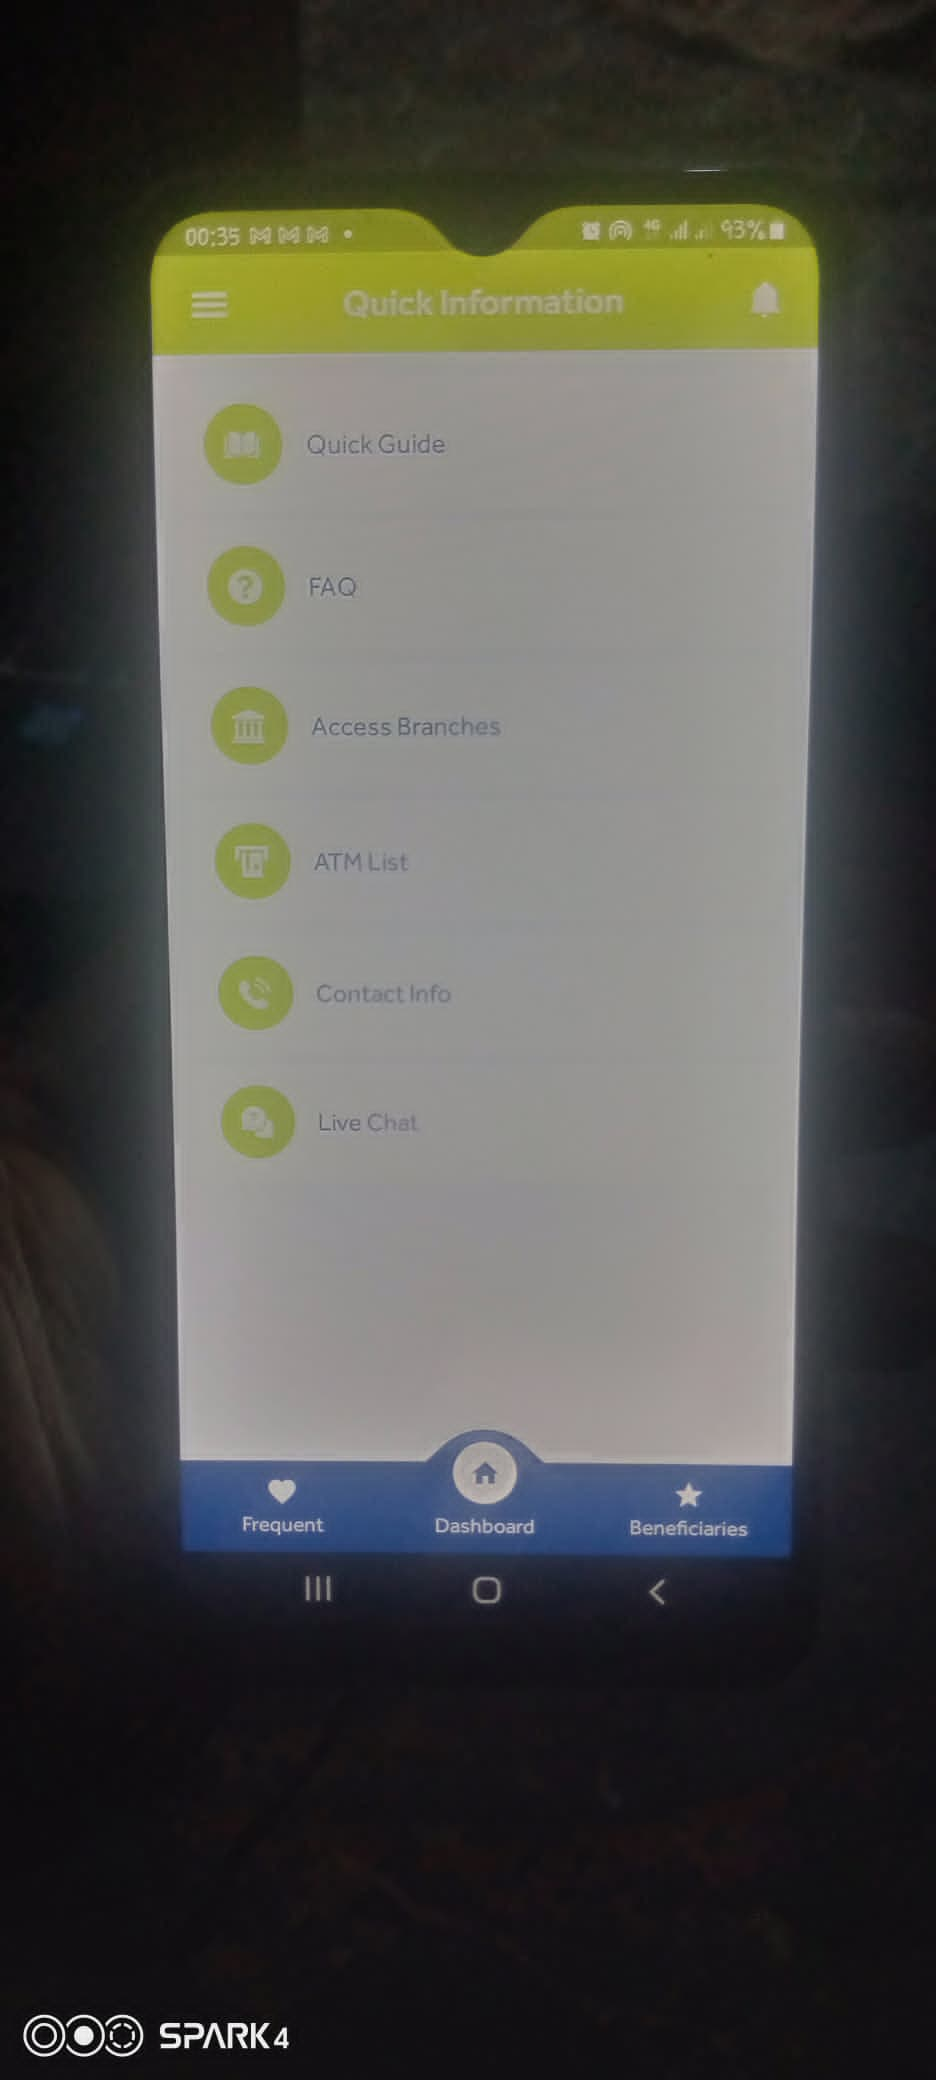 00:35
4G
93%
Quick Information
Quick Guide
FAQ
Access Branches
ATM List
Contact Info
Live Chat
Frequent
Dashboard
Beneficiaries
SPARK 4